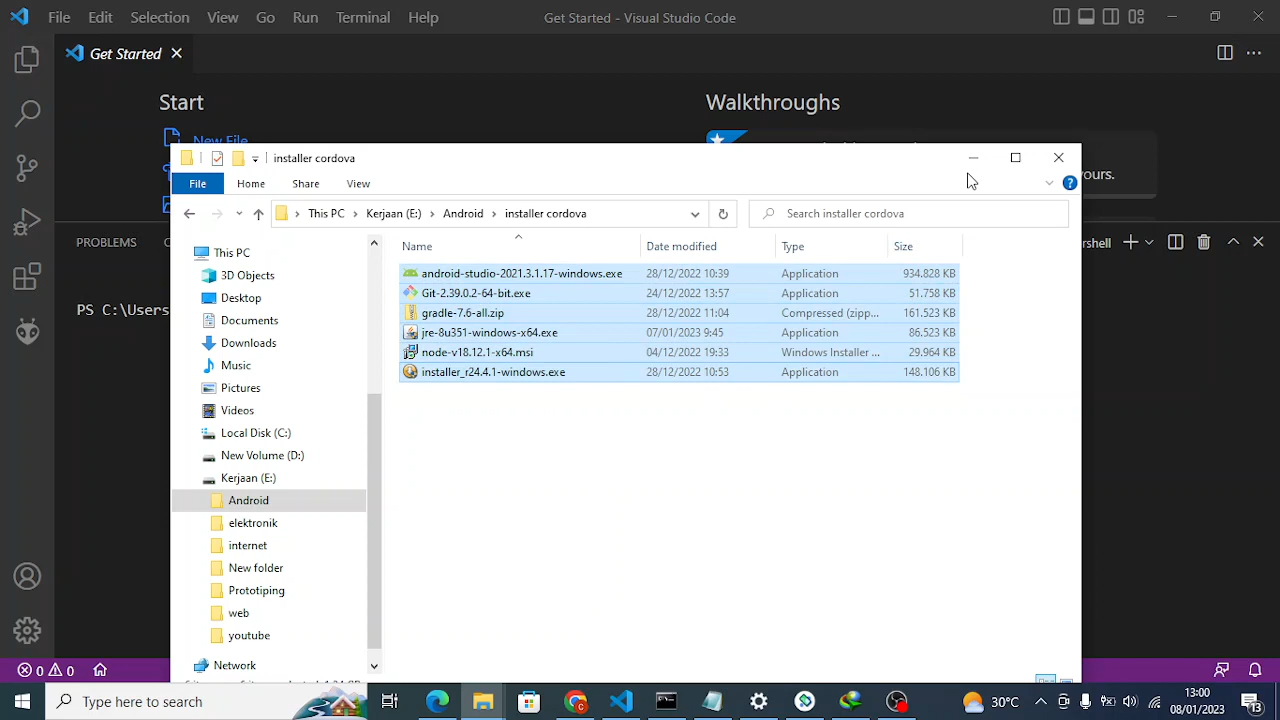 File Edit Selection View Go Run Terminal Help Get Started - Visual Studio Code
Get Started
Start
Walkthroughs
New File
yours.
installer cordova
File Home Share View
This PC Kerjaan (E:) Android installer cordova
Search installer cordova
PROBLEMS
PS C:\Users
This PC
3D Objects
Desktop
Documents
Downloads
Music
Pictures
Videos
Local Disk (C:)
New Volume (D:)
Kerjaan (E:)
Android
elektronik
internet
New folder
Prototiping
web
youtube
Network
Name Date modified Type Size
android-studio-2021.3.1.17-windows.exe 28/12/2022 10:39 Application 934.828 KB
Git-2.39.0.2-64-bit.exe 24/12/2022 13:57 Application 51.758 KB
gradle-7.6-all.zip 28/12/2022 11:04 Compressed (zipp... 161.523 KB
jre-8u351-windows-x64.exe 07/01/2023 9:45 Application 86.523 KB
node-v18.12.1-x64.msi 04/12/2022 19:33 Windows Installer ... 29.964 KB
installer_r24.4.1-windows.exe 28/12/2022 10:53 Application 148.106 KB
0 0
Type here to search
30°C
13:00
08/01/2023
13